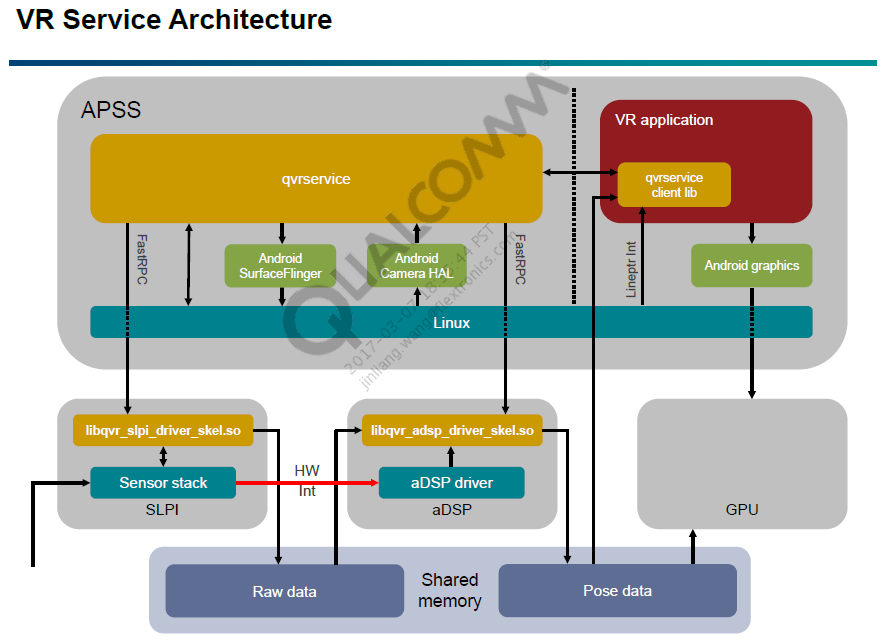 VR Service Architecture
APSS
VR application
qvrservice
qvrservice
client lib
FastRPC
Android
SurfaceFlinger
Android
Camera HAL
FastRPC
Lineptr Int
Android graphics
Linux
QUALCOMM
libqvr_slpi_driver_skel.so
libqvr_adsp_driver_skel.so
Sensor stack
HW
Int
aDSP driver
SLPI
aDSP
GPU
Raw data
Shared
memory
Pose data